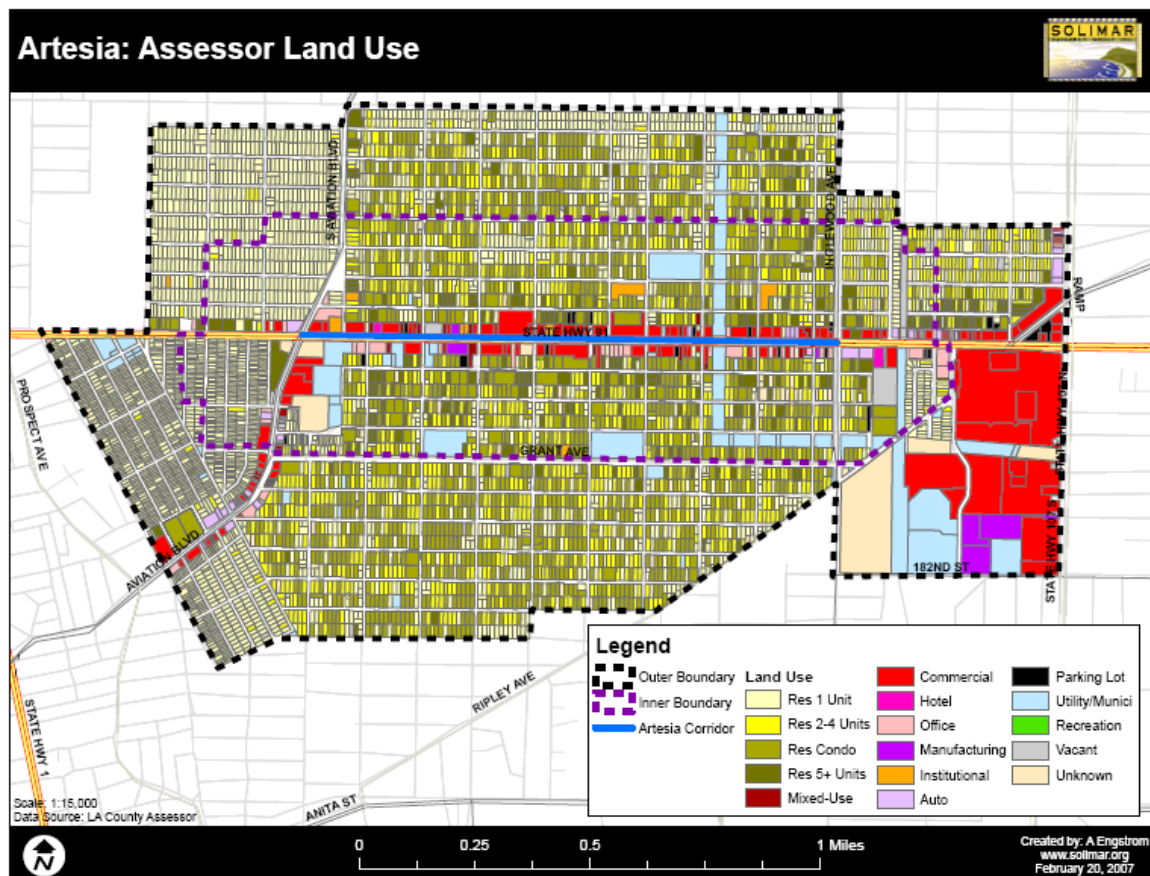 Artesia: Assessor Land Use
SOLIMAR
S AVIATION BLVD
INGLEWOOD AVE
RAMP
STATE HWY 91
PROSPECT AVE
GRANT AVE
AVIATION BLVD
182ND ST
STATE HWY 107 S
STATE HWY 1
RIPLEY AVE
ANITA ST
Legend
Outer Boundary
Inner Boundary
Artesia Corridor
Land Use
Res 1 Unit
Res 2-4 Units
Res Condo
Res 5+ Units
Mixed-Use
Commercial
Hotel
Office
Manufacturing
Institutional
Auto
Parking Lot
Utility/Munici
Recreation
Vacant
Unknown
Scale: 1:15,000
Data Source: LA County Assessor
N
0 0.25 0.5 1 Miles
Created by: A Engstrom
www.solimar.org
February 20, 2007